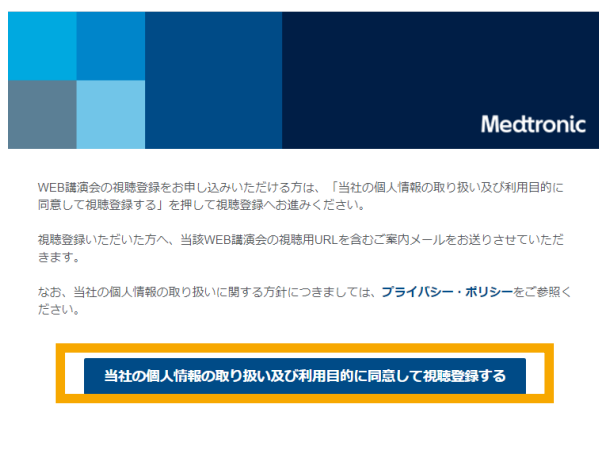 Medtronic
WEB講演会の視聴登録をお申し込みいただける方は、「当社の個人情報の取り扱い及び利用目的に
同意して視聴登録する」を押して視聴登録へお進みください。
視聴登録いただいた方へ、当該WEB講演会の視聴用URLを含むご案内メールをお送りさせていただ
きます。
なお、当社の個人情報の取り扱いに関する方針につきましては、プライバシー・ポリシーをご参照く
ださい。
当社の個人情報の取り扱い及び利用目的に同意して視聴登録する